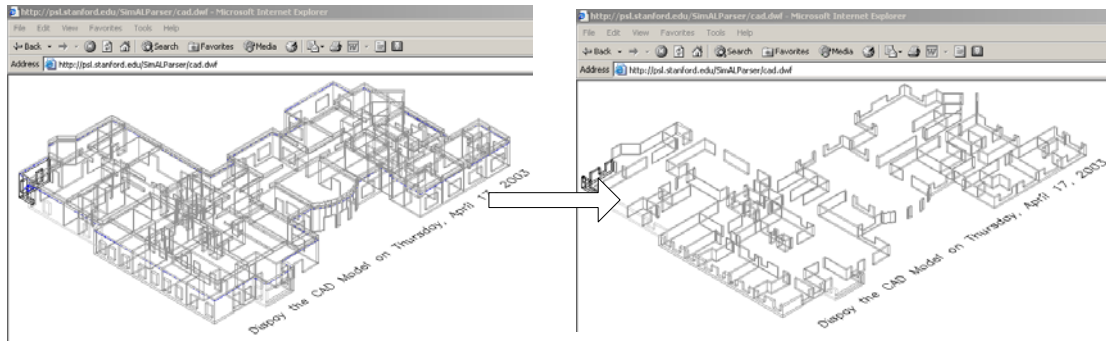 http://psl.stanford.edu/SimALParser/cad.dwf - Microsoft Internet Explorer
File Edit View Favorites Tools Help
Back Search Favorites Media
Address http://psl.stanford.edu/SimALParser/cad.dwf
Dispay the CAD Model on Thursday, April 17, 2003
http://psl.stanford.edu/SimALParser/cad.dwf - Microsoft Internet Explorer
File Edit View Favorites Tools Help
Back Search Favorites Media
Address http://psl.stanford.edu/SimALParser/cad.dwf
Dispay the CAD Model on Thursday, April 17, 2003